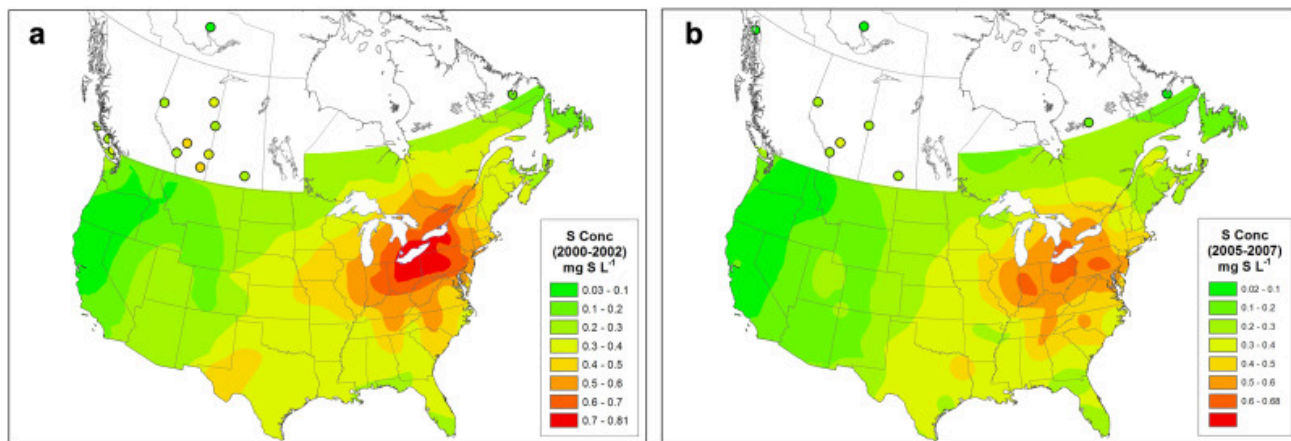 a
S Conc
(2000-2002)
mg S L⁻¹
0.03 - 0.1
0.1 - 0.2
0.2 - 0.3
0.3 - 0.4
0.4 - 0.5
0.5 - 0.6
0.6 - 0.7
0.7 - 0.81
b
S Conc
(2005-2007)
mg S L⁻¹
0.02 - 0.1
0.1 - 0.2
0.2 - 0.3
0.3 - 0.4
0.4 - 0.5
0.5 - 0.6
0.6 - 0.68